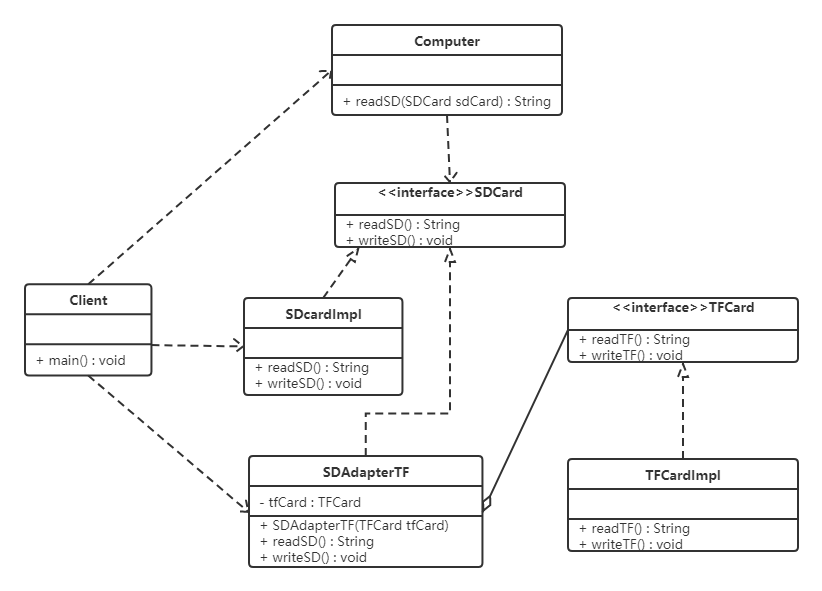 Computer
+ readSD(SDCard sdCard) : String
<<interface>>SDCard
+ readSD() : String
+ writeSD() : void
Client
+ main() : void
SDcardImpl
+ readSD() : String
+ writeSD() : void
<<interface>>TFCard
+ readTF() : String
+ writeTF() : void
SDAdapterTF
- tfCard : TFCard
+ SDAdapterTF(TFCard tfCard)
+ readSD() : String
+ writeSD() : void
TFCardImpl
+ readTF() : String
+ writeTF() : void